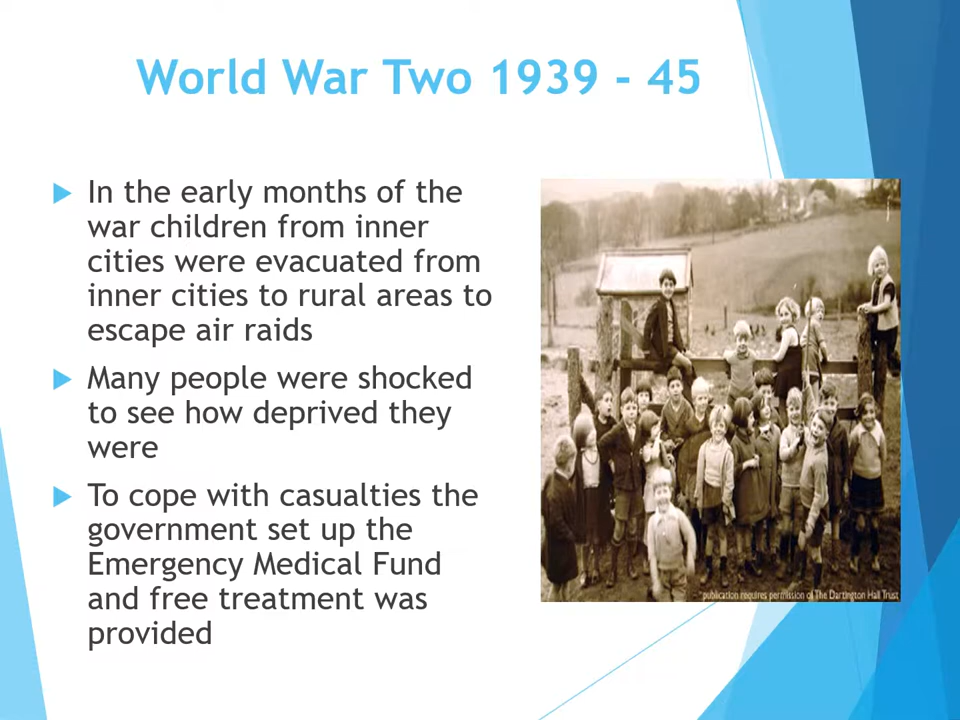 World War Two 1939 - 45
In the early months of the
war children from inner
cities were evacuated from
inner cities to rural areas to
escape air raids
Many people were shocked
to see how deprived they
were
To cope with casualties the
government set up the
Emergency Medical Fund
and free treatment was
provided
*publication requires permission of The Dartington Hall Trust